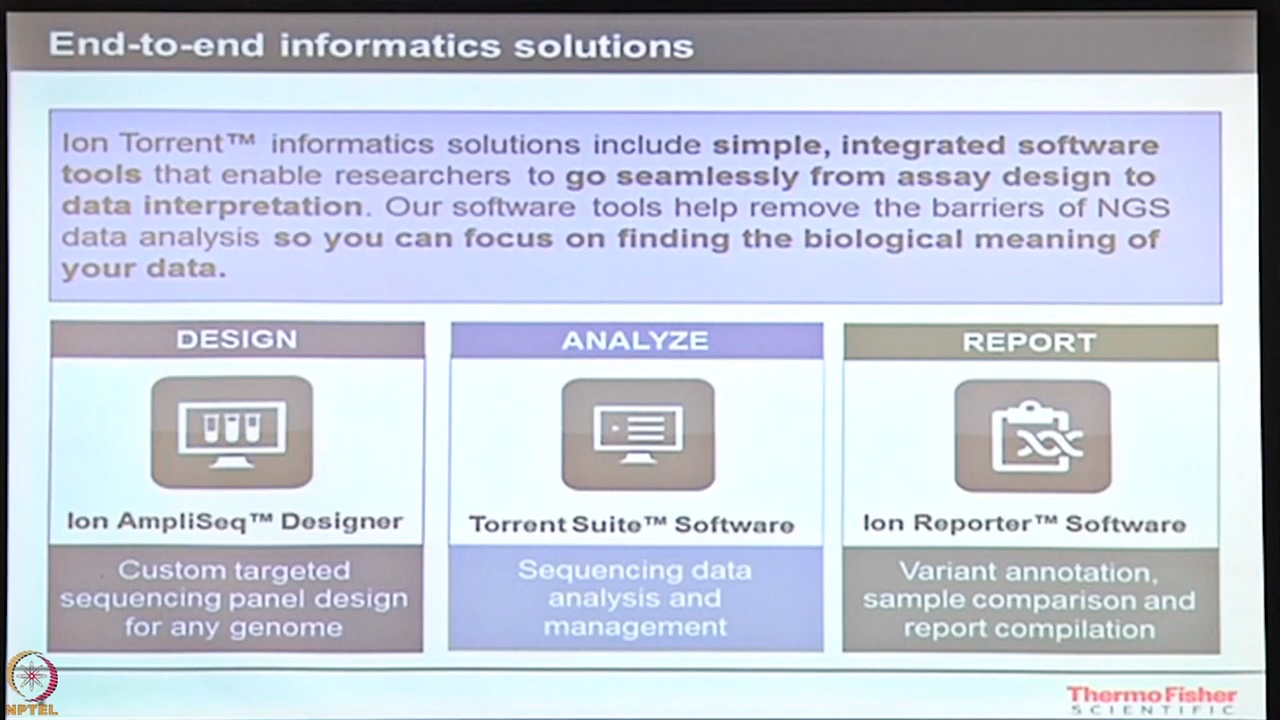 End-to-end informatics solutions
Ion Torrent™ informatics solutions include simple, integrated software
tools that enable researchers to go seamlessly from assay design to
data interpretation. Our software tools help remove the barriers of NGS
data analysis so you can focus on finding the biological meaning of
your data.
DESIGN
Ion AmpliSeq™ Designer
Custom targeted
sequencing panel design
for any genome
ANALYZE
Torrent Suite™ Software
Sequencing data
analysis and
management
REPORT
Ion Reporter™ Software
Variant annotation,
sample comparison and
report compilation
NPTEL
ThermoFisher
SCIENTIFIC